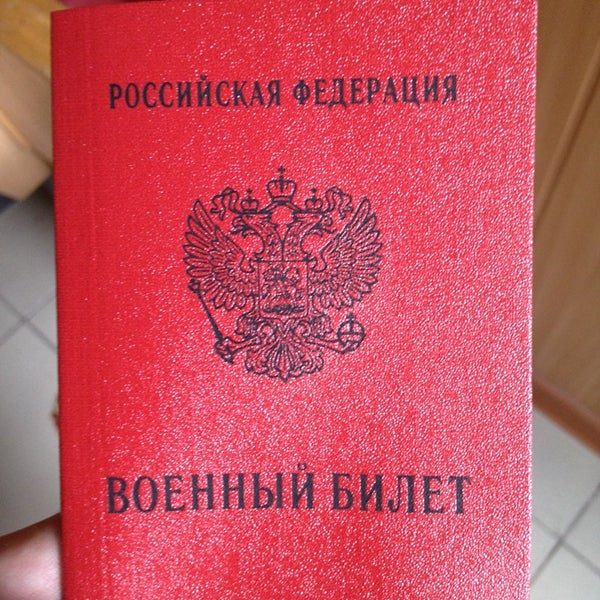 РОССИЙСКАЯ ФЕДЕРАЦИЯ
ВОЕННЫЙ БИЛЕТ